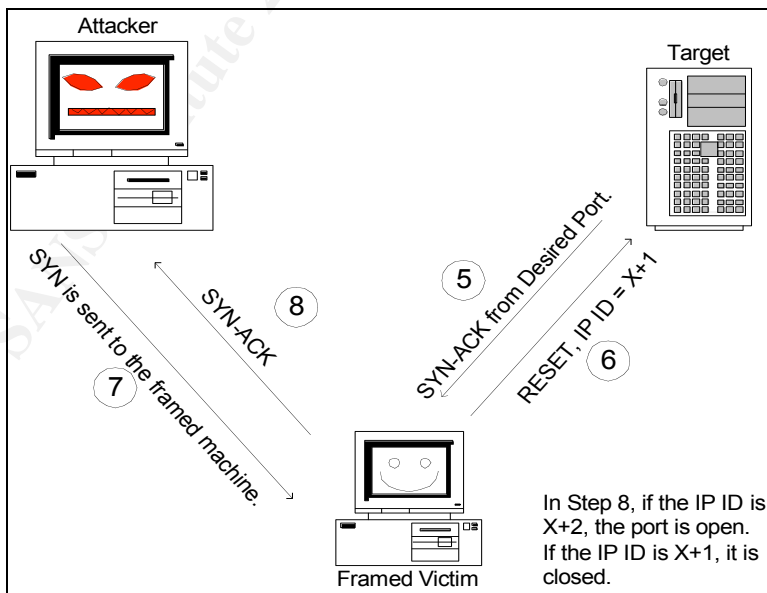 Attacker
Target
SYN is sent to the framed machine.
7
SYN-ACK
8
5
SYN-ACK from Desired Port.
RESET, IP ID = X+1
6
Framed Victim
In Step 8, if the IP ID is
X+2, the port is open.
If the IP ID is X+1, it is
closed.
SANS